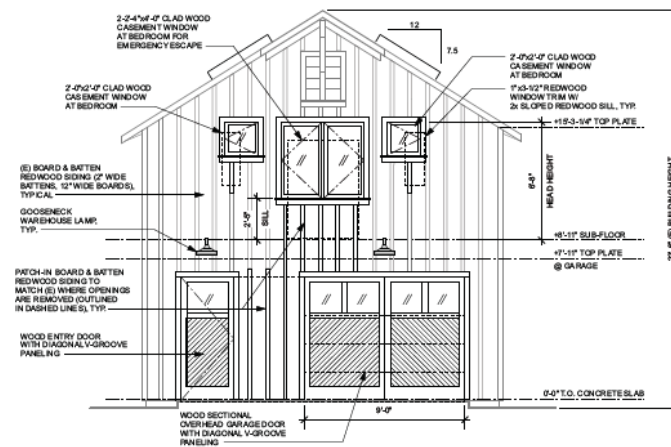 2-2'-4"x4'-0" CLAD WOOD
CASEMENT WINDOW
AT BEDROOM FOR
EMERGENCY ESCAPE
12
7.5
2'-0"x2'-0" CLAD WOOD
CASEMENT WINDOW
AT BEDROOM
2'-0"x2'-0" CLAD WOOD
CASEMENT WINDOW
AT BEDROOM
1"x3-1/2" REDWOOD
WINDOW TRIM W/
2x SLOPED REDWOOD SILL, TYP.
+15'-3-1/4" TOP PLATE
(E) BOARD & BATTEN
REDWOOD SIDING (2" WIDE
BATTENS, 12" WIDE BOARDS),
TYPICAL
6'-8"
HEAD HEIGHT
2'-5"
SILL
GOOSENECK
WAREHOUSE LAMP,
TYP.
+8'-11" SUB-FLOOR
+7'-11" TOP PLATE
@ GARAGE
PATCH-IN BOARD & BATTEN
REDWOOD SIDING TO
MATCH (E) WHERE OPENINGS
ARE REMOVED (OUTLINED
IN DASHED LINES), TYP.
WOOD ENTRY DOOR
WITH DIAGONAL V-GROOVE
PANELING
0'-0" T.O. CONCRETE SLAB
9'-0"
WOOD SECTIONAL
OVERHEAD GARAGE DOOR
WITH DIAGONAL V-GROOVE
PANELING